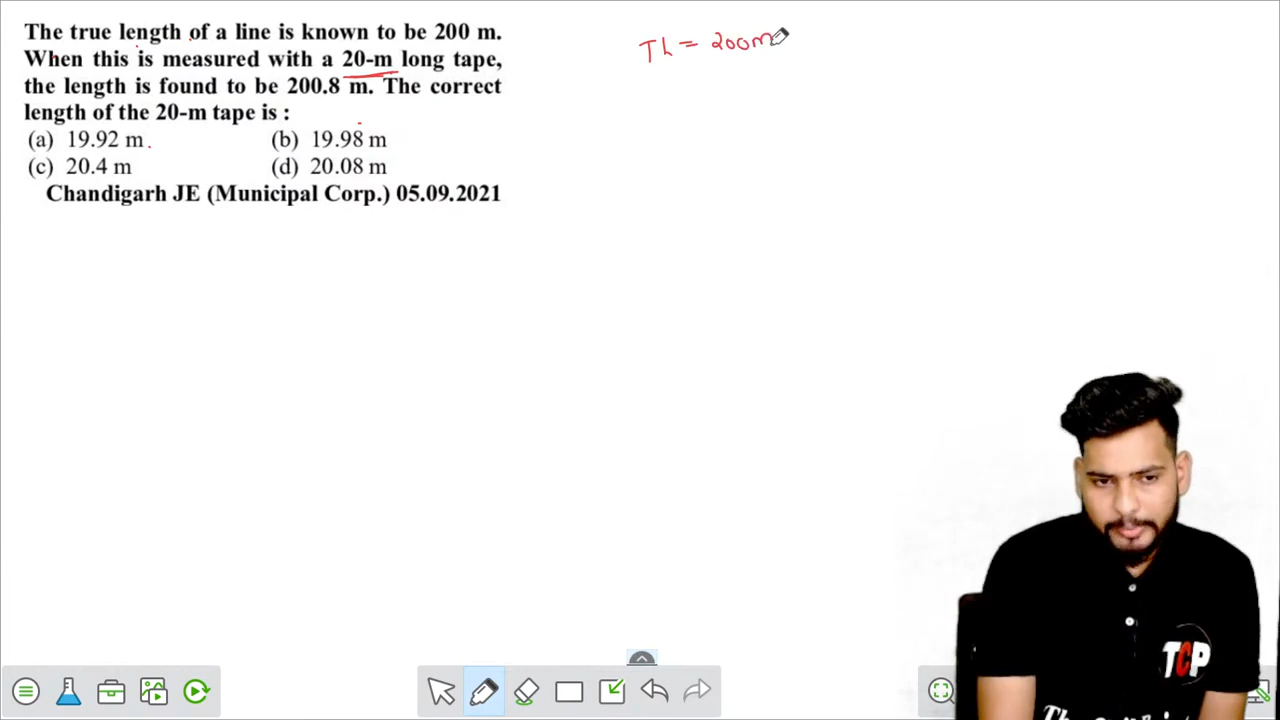 The true length of a line is known to be 200 m.
When this is measured with a 20-m long tape,
the length is found to be 200.8 m. The correct
length of the 20-m tape is :
(a) 19.92 m (b) 19.98 m
(c) 20.4 m (d) 20.08 m
Chandigarh JE (Municipal Corp.) 05.09.2021
TL = 200m
TCP